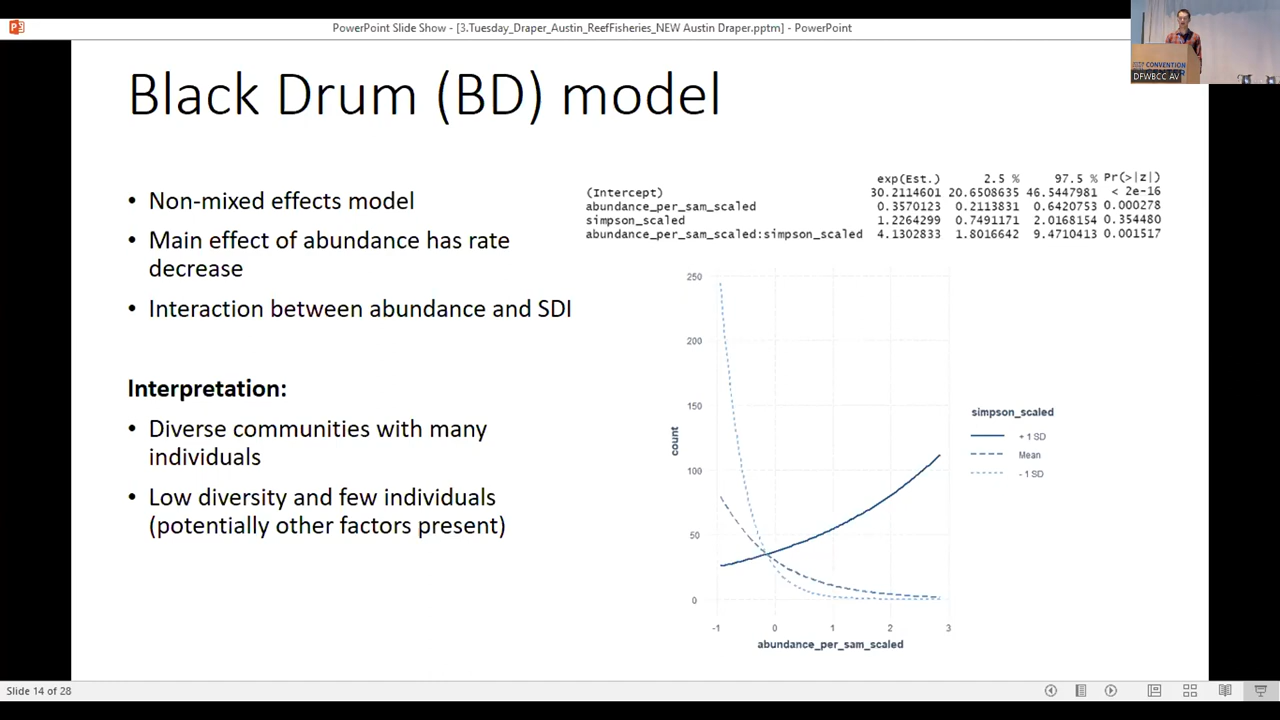 PowerPoint Slide Show - [3.Tuesday_Draper_Austin_ReefFisheries_NEW Austin Draper.pptm] - PowerPoint
CONVENTION
DFWBCC AV
Black Drum (BD) model
• Non-mixed effects model
• Main effect of abundance has rate
decrease
• Interaction between abundance and SDI
Interpretation:
• Diverse communities with many
individuals
• Low diversity and few individuals
(potentially other factors present)
exp(Est.) 2.5 % 97.5 % Pr(>|z|)
(Intercept) 30.2114601 20.6508635 46.5447981 < 2e-16
abundance_per_sam_scaled 0.3570123 0.2113831 0.6420753 0.000278
simpson_scaled 1.2264299 0.7491171 2.0168154 0.354480
abundance_per_sam_scaled:simpson_scaled 4.1302833 1.8016642 9.4710413 0.001517
250
200
150
100
50
0
count
-1 0 1 2 3
abundance_per_sam_scaled
simpson_scaled
+ 1 SD
Mean
- 1 SD
Slide 14 of 28